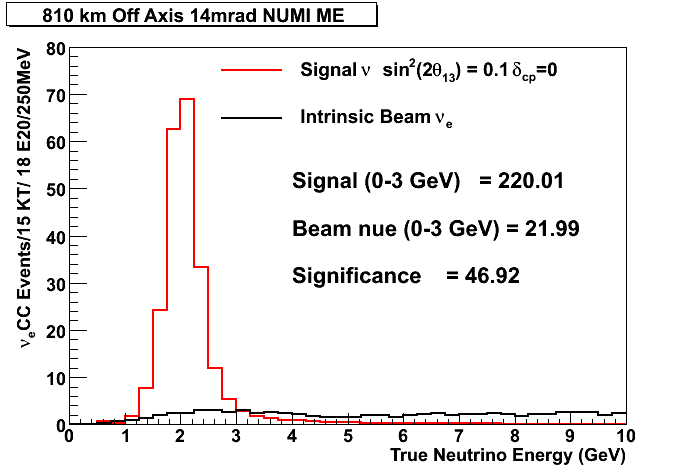 810 km Off Axis 14mrad NUMI ME
ν_e CC Events/15 KT/ 18 E20/250MeV
80
70
60
50
40
30
20
10
0
Signal ν sin²(2θ₁₃) = 0.1 δ_cp=0
Intrinsic Beam ν_e
Signal (0-3 GeV) = 220.01
Beam nue (0-3 GeV) = 21.99
Significance = 46.92
0 1 2 3 4 5 6 7 8 9 10
True Neutrino Energy (GeV)